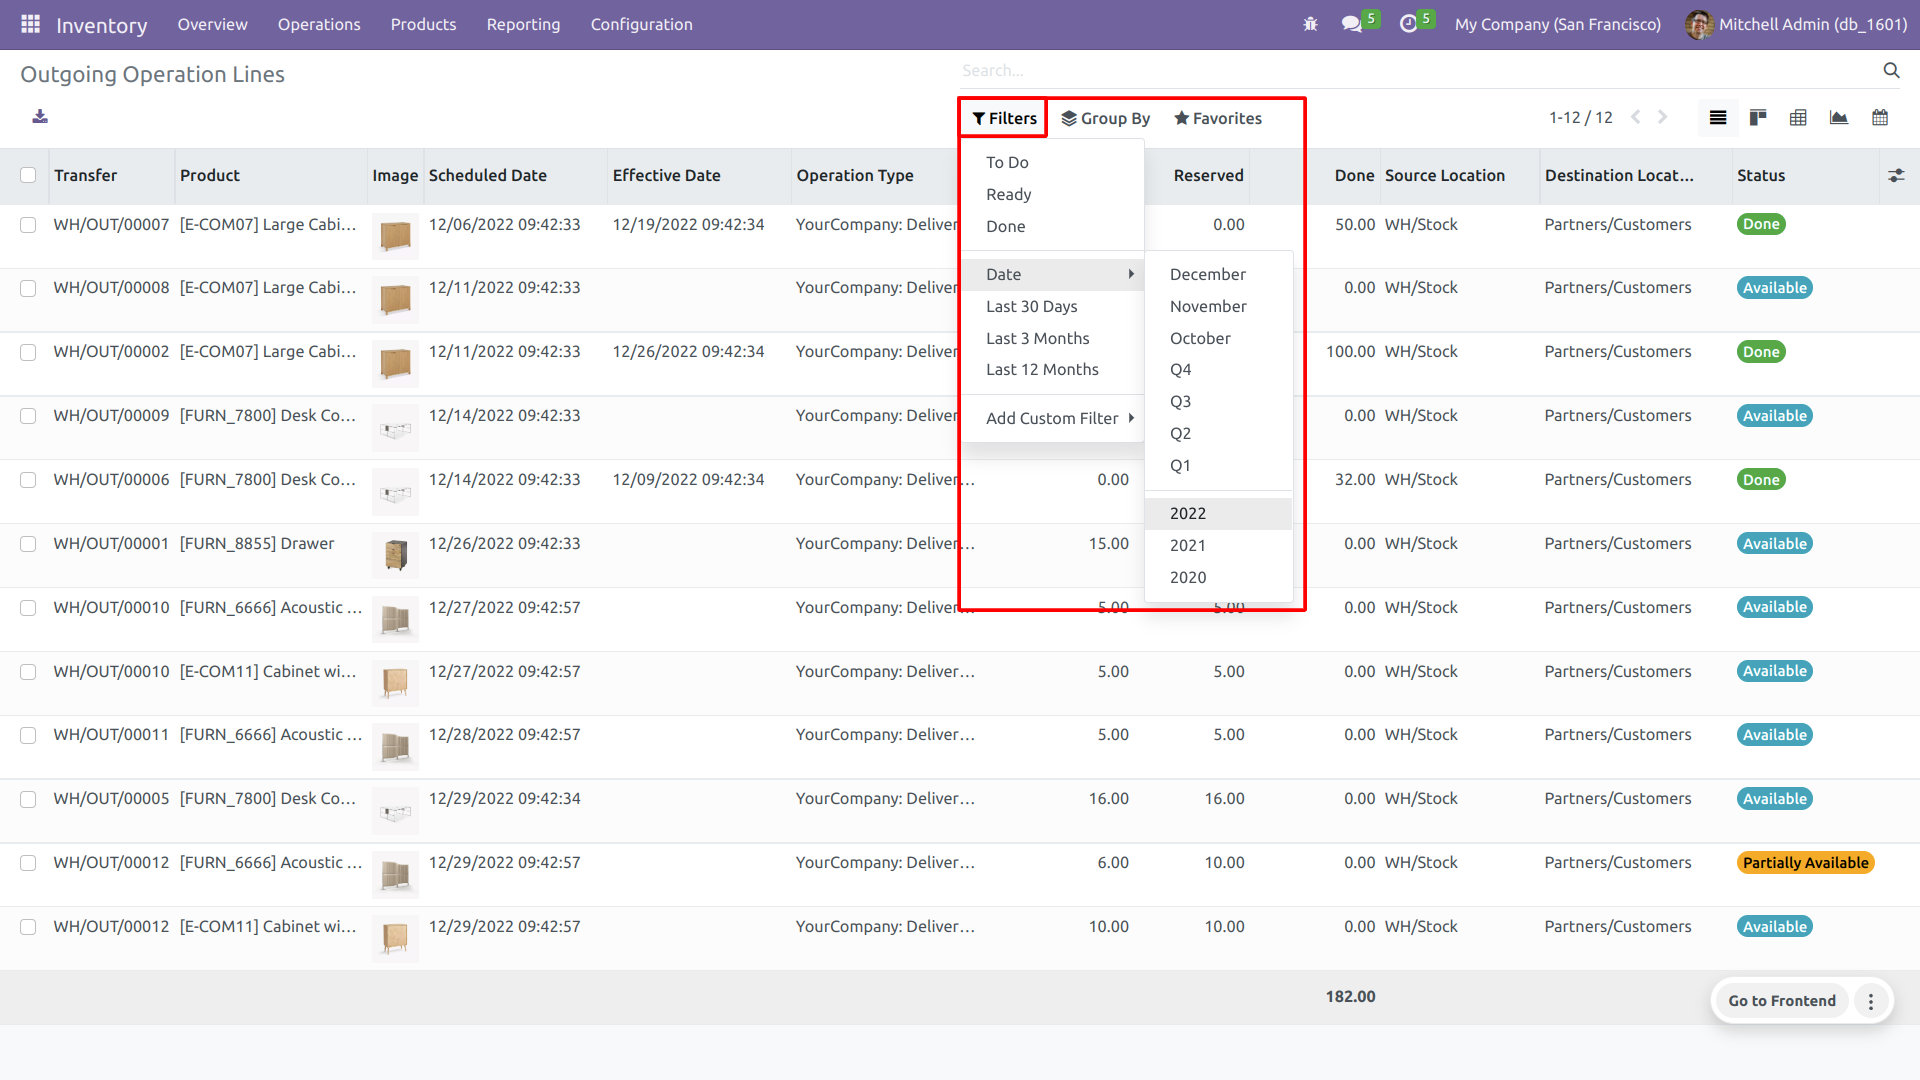 Inventory Overview Operations Products Reporting Configuration 5 5 My Company (San Francisco) Mitchell Admin (db_1601)
Outgoing Operation Lines Search...
Filters Group By Favorites 1-12 / 12
Transfer Product Image Scheduled Date Effective Date Operation Type Reserved Done Source Location Destination Locat... Status
To Do
Ready
Done
Date
Last 30 Days
Last 3 Months
Last 12 Months
Add Custom Filter
December
November
October
Q4
Q3
Q2
Q1
2022
2021
2020
WH/OUT/00007 [E-COM07] Large Cabi... 12/06/2022 09:42:33 12/19/2022 09:42:34 YourCompany: Deliver 0.00 50.00 WH/Stock Partners/Customers Done
WH/OUT/00008 [E-COM07] Large Cabi... 12/11/2022 09:42:33 YourCompany: Deliver 0.00 WH/Stock Partners/Customers Available
WH/OUT/00002 [E-COM07] Large Cabi... 12/11/2022 09:42:33 12/26/2022 09:42:34 YourCompany: Deliver 100.00 WH/Stock Partners/Customers Done
WH/OUT/00009 [FURN_7800] Desk Co... 12/14/2022 09:42:33 YourCompany: Deliver 0.00 WH/Stock Partners/Customers Available
WH/OUT/00006 [FURN_7800] Desk Co... 12/14/2022 09:42:33 12/09/2022 09:42:34 YourCompany: Deliver... 0.00 32.00 WH/Stock Partners/Customers Done
WH/OUT/00001 [FURN_8855] Drawer 12/26/2022 09:42:33 YourCompany: Deliver... 15.00 0.00 WH/Stock Partners/Customers Available
WH/OUT/00010 [FURN_6666] Acoustic ... 12/27/2022 09:42:57 YourCompany: Deliver... 5.00 5.00 0.00 WH/Stock Partners/Customers Available
WH/OUT/00010 [E-COM11] Cabinet wi... 12/27/2022 09:42:57 YourCompany: Deliver... 5.00 5.00 0.00 WH/Stock Partners/Customers Available
WH/OUT/00011 [FURN_6666] Acoustic ... 12/28/2022 09:42:57 YourCompany: Deliver... 5.00 5.00 0.00 WH/Stock Partners/Customers Available
WH/OUT/00005 [FURN_7800] Desk Co... 12/29/2022 09:42:34 YourCompany: Deliver... 16.00 16.00 0.00 WH/Stock Partners/Customers Available
WH/OUT/00012 [FURN_6666] Acoustic ... 12/29/2022 09:42:57 YourCompany: Deliver... 6.00 10.00 0.00 WH/Stock Partners/Customers Partially Available
WH/OUT/00012 [E-COM11] Cabinet wi... 12/29/2022 09:42:57 YourCompany: Deliver... 10.00 10.00 0.00 WH/Stock Partners/Customers Available
182.00
Go to Frontend